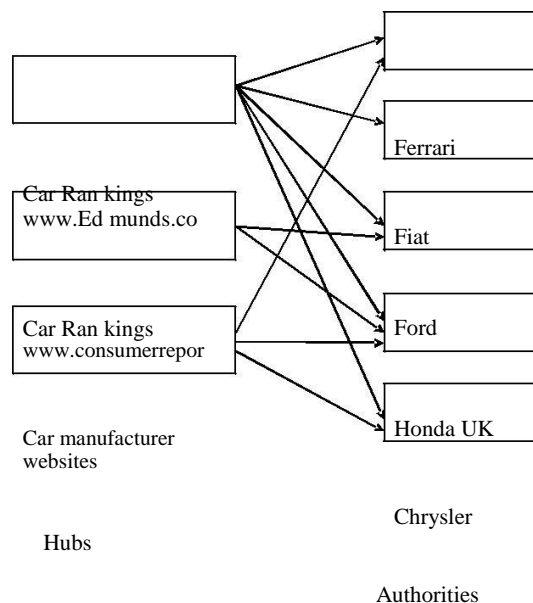 Ferrari
Car Ran kings
www.Ed munds.co
Fiat
Car Ran kings
www.consumerrepor
Ford
Car manufacturer
websites
Honda UK
Chrysler
Hubs
Authorities